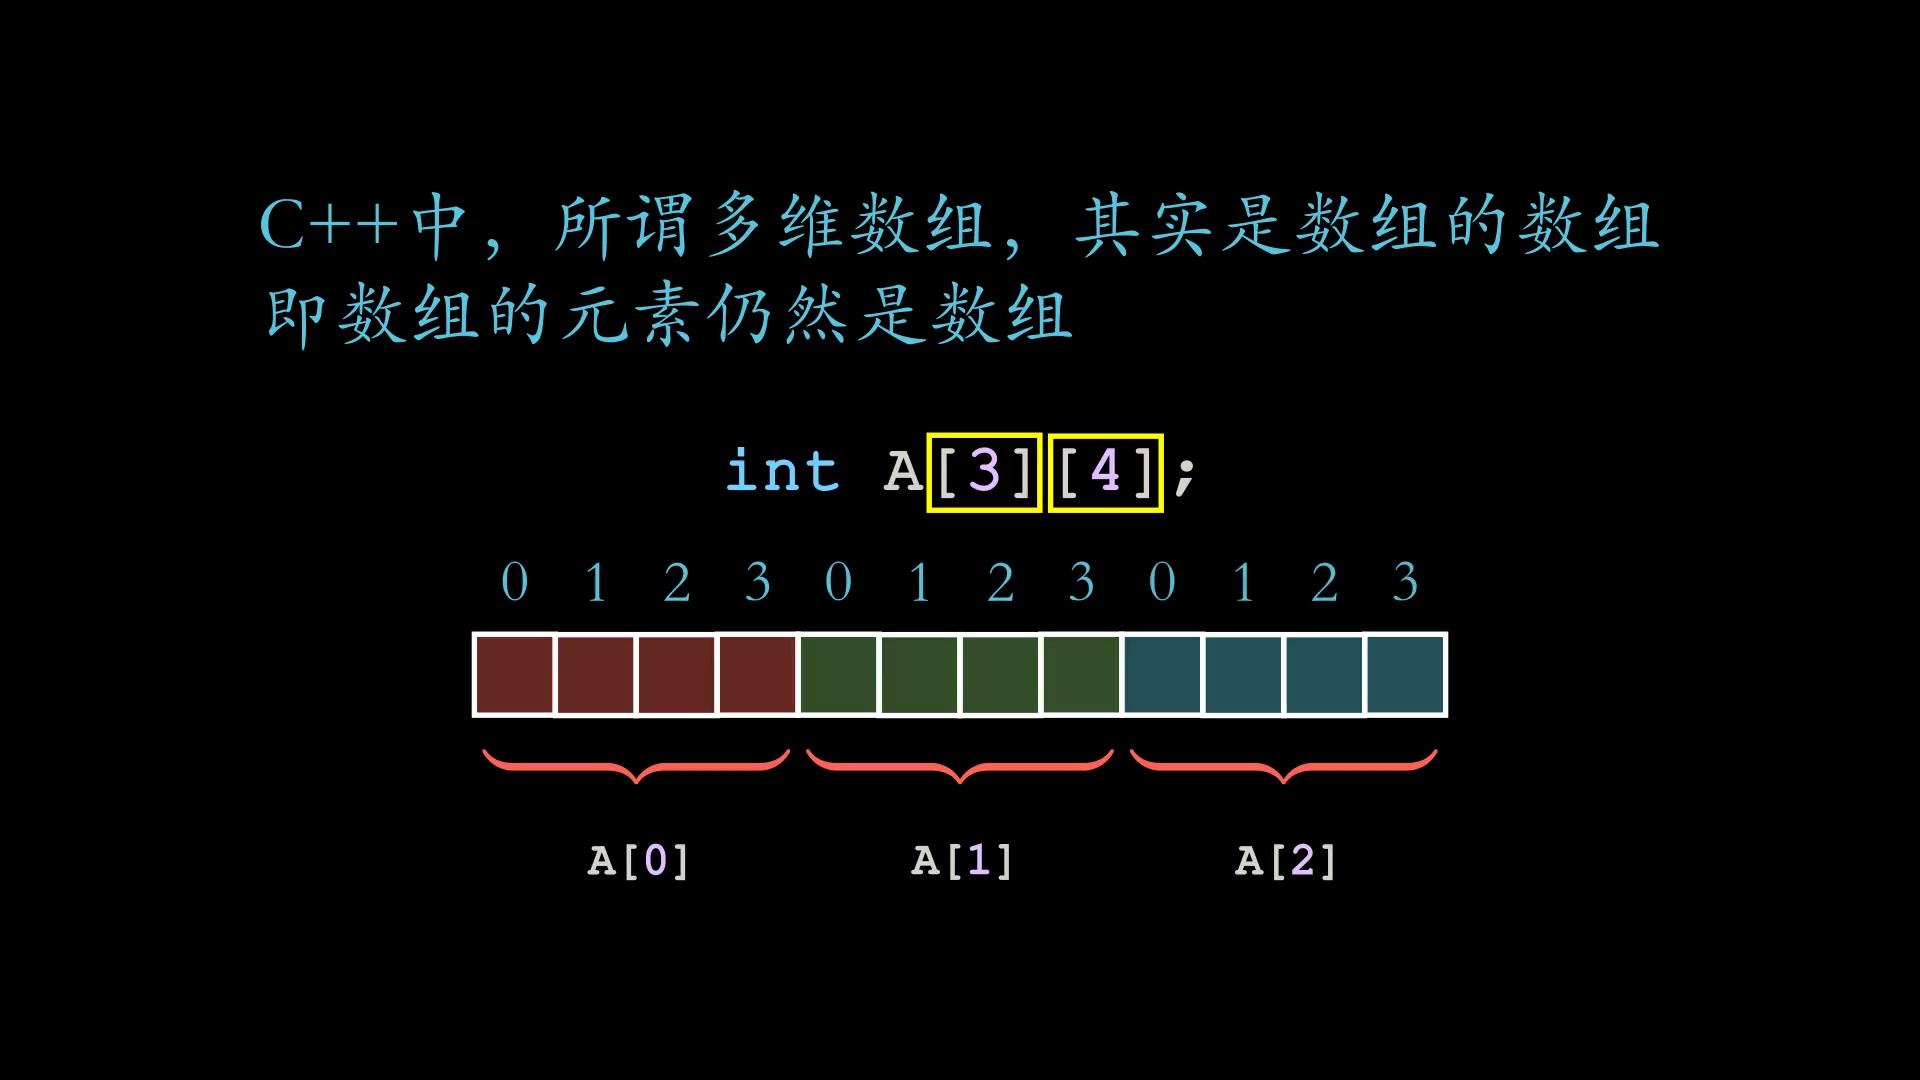 C++中，所谓多维数组，其实是数组的数组
即数组的元素仍然是数组
int A[3][4];
0 1 2 3 0 1 2 3 0 1 2 3
A[0] A[1] A[2]